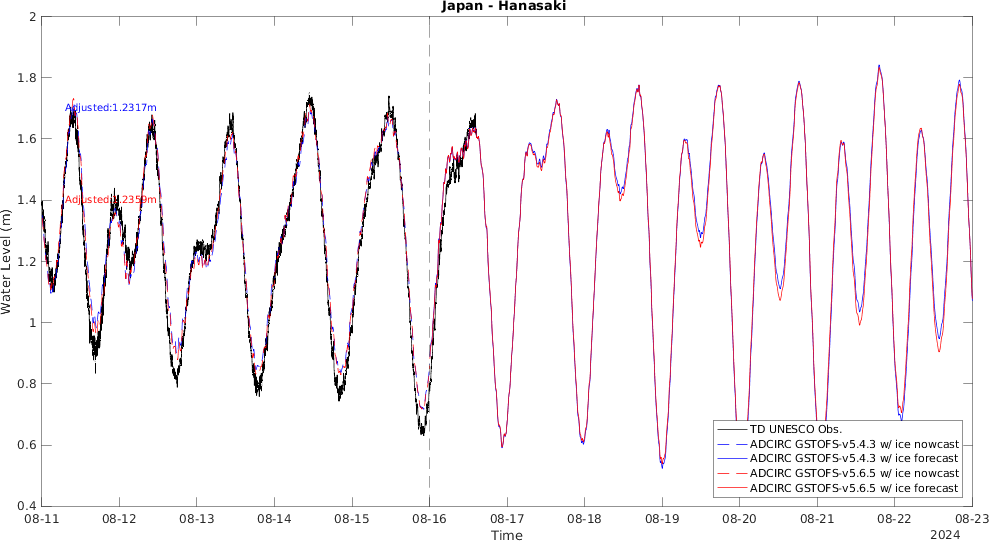 Japan - Hanasaki
2
1.8
1.6
1.4
1.2
1
0.8
0.6
0.4
Water Level (m)
Adjusted:1.2317m
Adjusted:1.2359m
TD UNESCO Obs.
ADCIRC GSTOFS-v5.4.3 w/ ice nowcast
ADCIRC GSTOFS-v5.4.3 w/ ice forecast
ADCIRC GSTOFS-v5.6.5 w/ ice nowcast
ADCIRC GSTOFS-v5.6.5 w/ ice forecast
08-11 08-12 08-13 08-14 08-15 08-16 08-17 08-18 08-19 08-20 08-21 08-22 08-23
Time
2024